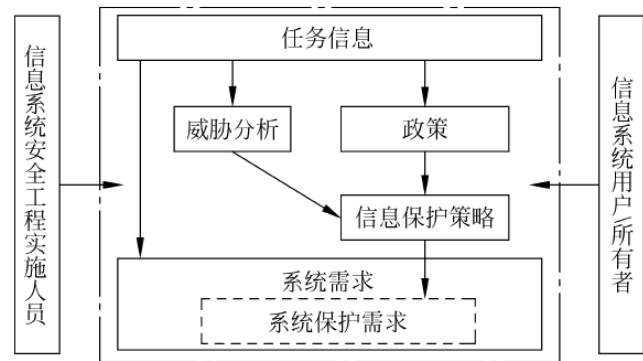 任务信息
信息系统安全工程实施人员
威胁分析
政策
信息系统用户/所有者
信息保护策略
系统需求
系统保护需求